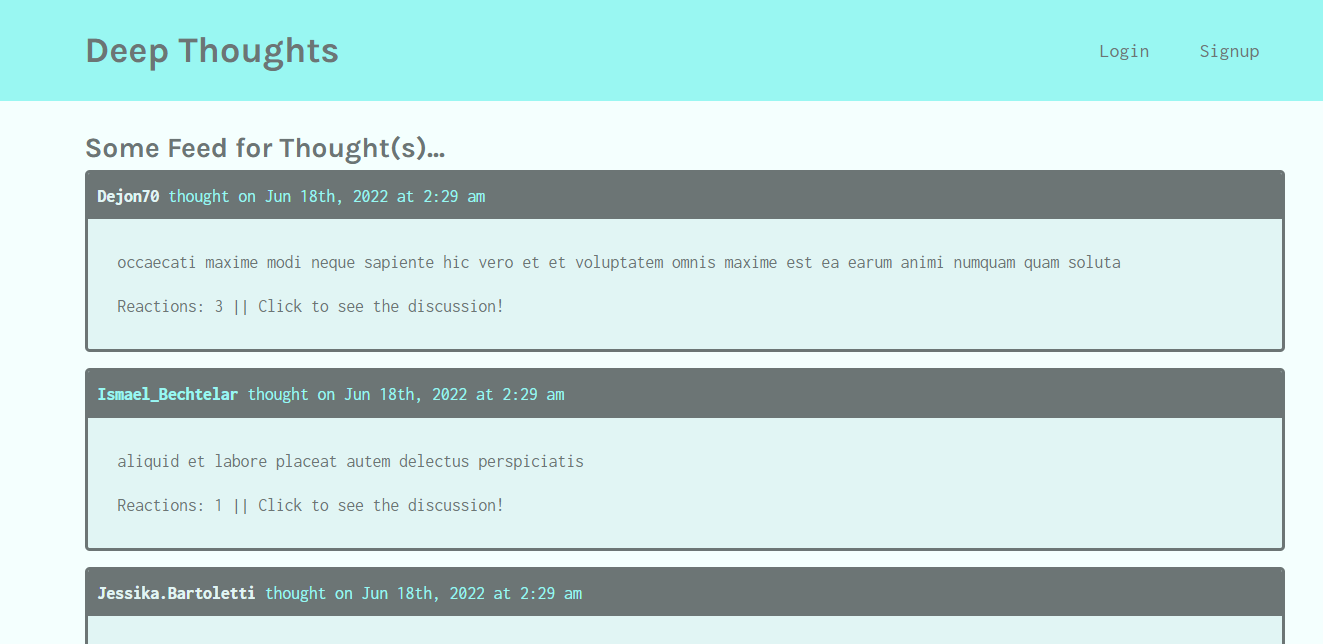 Deep Thoughts
Login
Signup
Some Feed for Thought(s)...
Dejon70 thought on Jun 18th, 2022 at 2:29 am
occaecati maxime modi neque sapiente hic vero et et voluptatem omnis maxime est ea earum animi numquam quam soluta
Reactions: 3 || Click to see the discussion!
Ismael_Bechtelar thought on Jun 18th, 2022 at 2:29 am
aliquid et labore placeat autem delectus perspiciatis
Reactions: 1 || Click to see the discussion!
Jessika.Bartoletti thought on Jun 18th, 2022 at 2:29 am